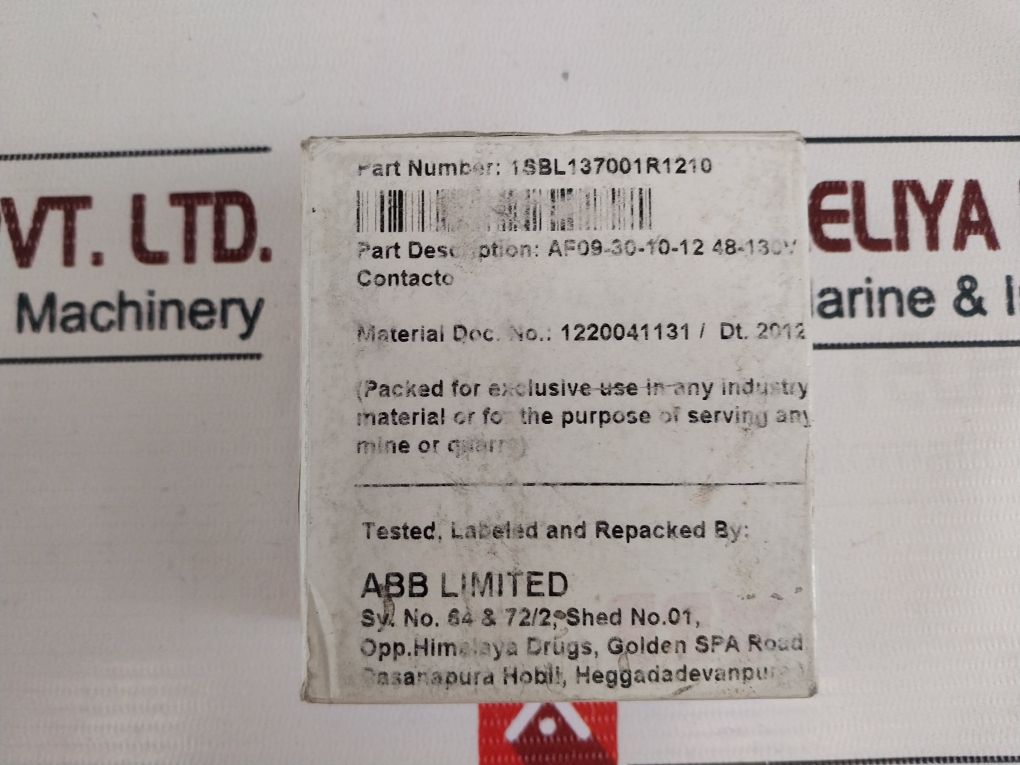 VT. LTD.
Machinery
ELIYA
arine & I
Part Number: 1SBL137001R1210
Part Description: AF09-30-10-12 48-130V
Contacto
Material Doc. No.: 1220041131 / Dt. 2012
(Packed for exclusive use in any industry
material or for the purpose of serving any
mine or quarry)
Tested, Labeled and Repacked By:
ABB LIMITED
Sy. No. 64 & 72/2, Shed No.01,
Opp.Himalaya Drugs, Golden SPA Road
Dasanapura Hobli, Heggadadevanpur